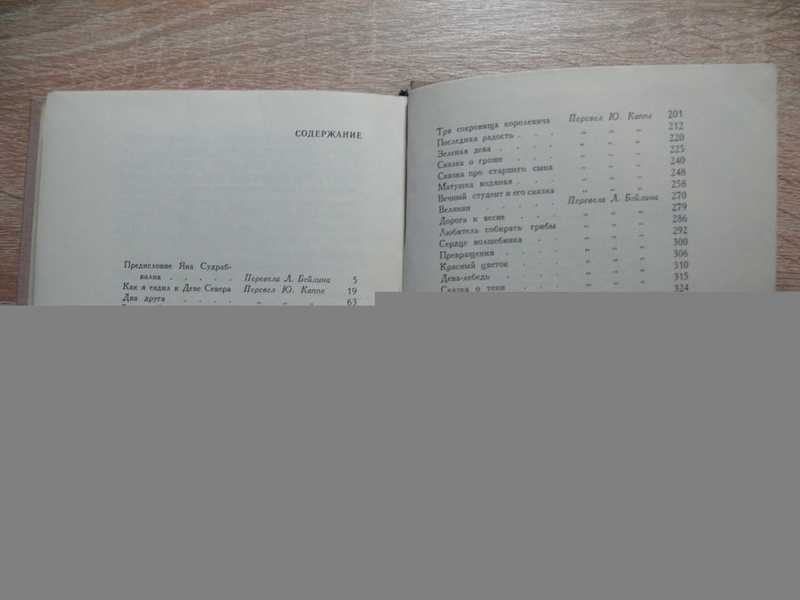 СОДЕРЖАНИЕ
Предисловие Яна Судраб-
кална . . . . . Перевела Л. Бейлина 5
Как я ездил к Деве Севера Перевел Ю. Каппе 19
Два друга . . . . „ „ „ 63
Три сокровища королевича Перевел Ю. Каппе 201
Последняя радость . . . . „ „ „ 212
Зеленая дева . . . . „ „ „ 220
Сказка о гроше . . . . „ „ „ 225
Сказка про старшего сына „ „ „ 240
Матушка водяная . . . . „ „ „ 248
Вечный студент и его сказка „ „ „ 258
Великан . . . . . Перевела Л. Бейлина 270
Дорога к весне . . . . „ „ „ 279
Любитель собирать грибы „ „ „ 286
Сердце волшебника . . . „ „ „ 292
Превращения . . . . „ „ „ 300
Красный цветок . . . . „ „ „ 306
Дева-лебедь . . . . „ „ „ 310
Сказка о тени . . . . „ „ „ 315
324